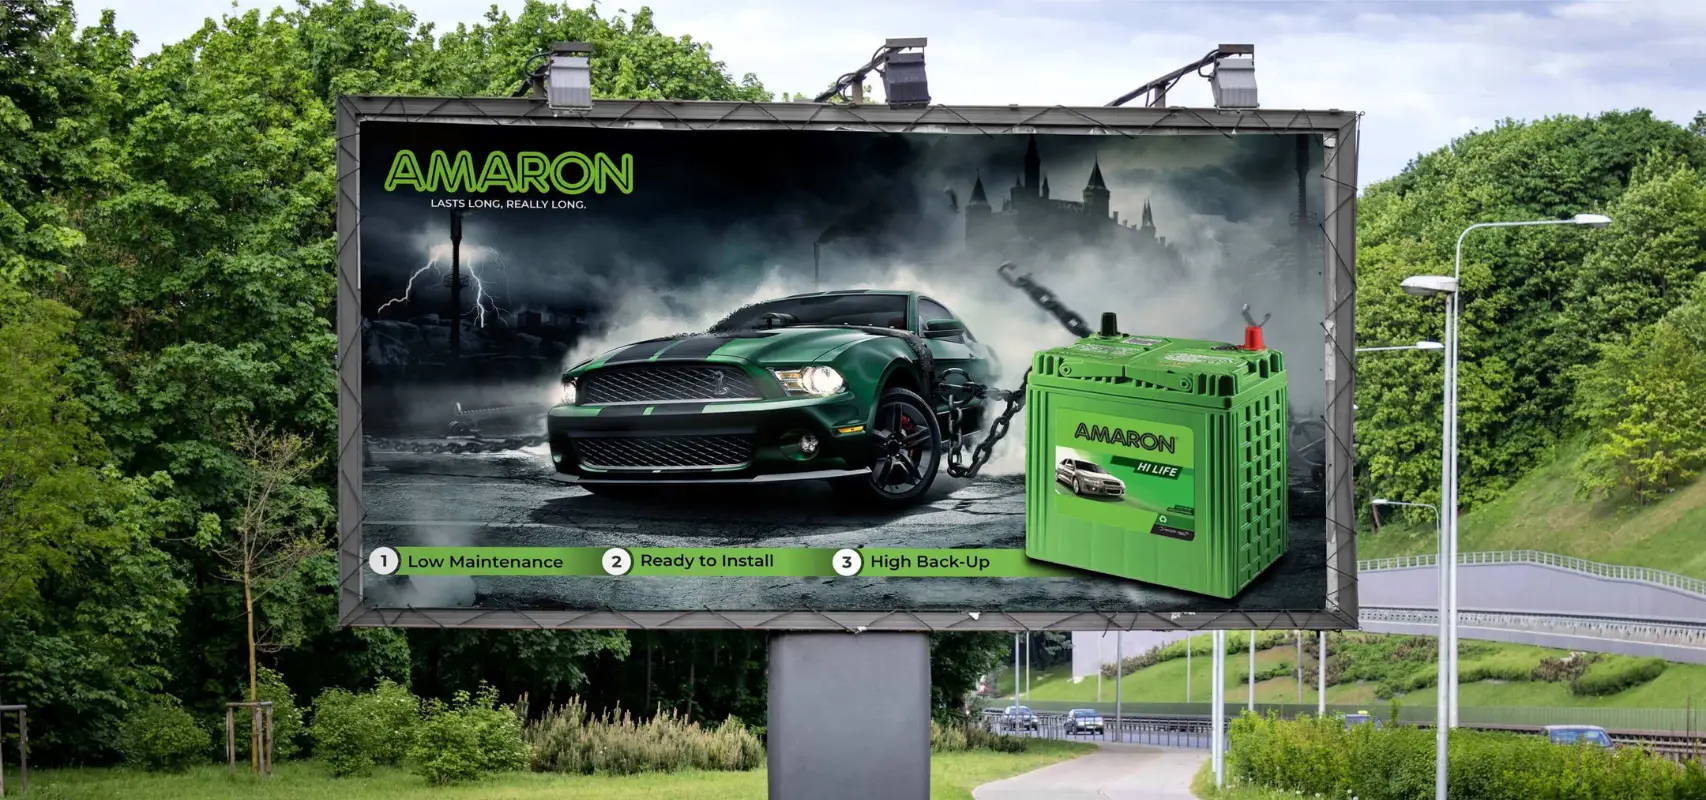 AMARON
LASTS LONG, REALLY LONG.
AMARON
HI LIFE
1 Low Maintenance
2 Ready to Install
3 High Back-Up